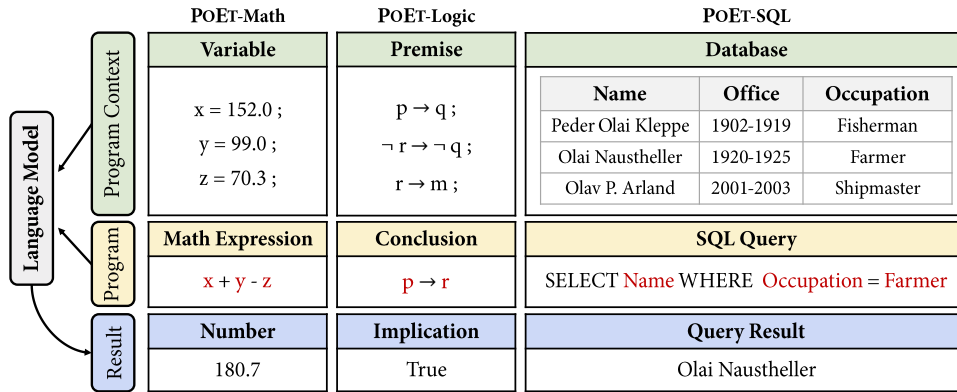 POET-Math POET-Logic POET-SQL
Language Model
Program Context
Variable
x = 152.0 ;
y = 99.0 ;
z = 70.3 ;
Premise
p → q ;
¬ r → ¬ q ;
r → m ;
Database
Name Office Occupation
Peder Olai Kleppe 1902-1919 Fisherman
Olai Naustheller 1920-1925 Farmer
Olav P. Arland 2001-2003 Shipmaster
Program
Math Expression
x + y - z
Conclusion
p → r
SQL Query
SELECT Name WHERE Occupation = Farmer
Result
Number
180.7
Implication
True
Query Result
Olai Naustheller